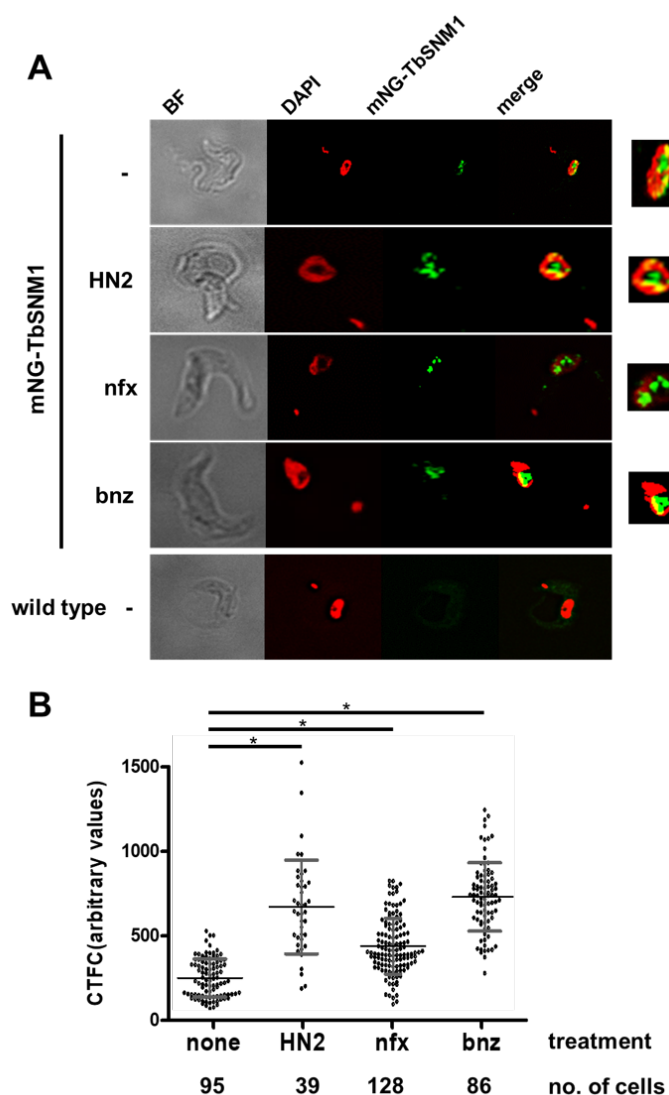 A
BF DAPI mNG-TbSNM1 merge
mNG-TbSNM1
-
HN2
nfx
bnz
wild type -
B
* 
*
*
CTFC(arbitrary values)
1500
1000
500
0
none HN2 nfx bnz treatment
95 39 128 86 no. of cells